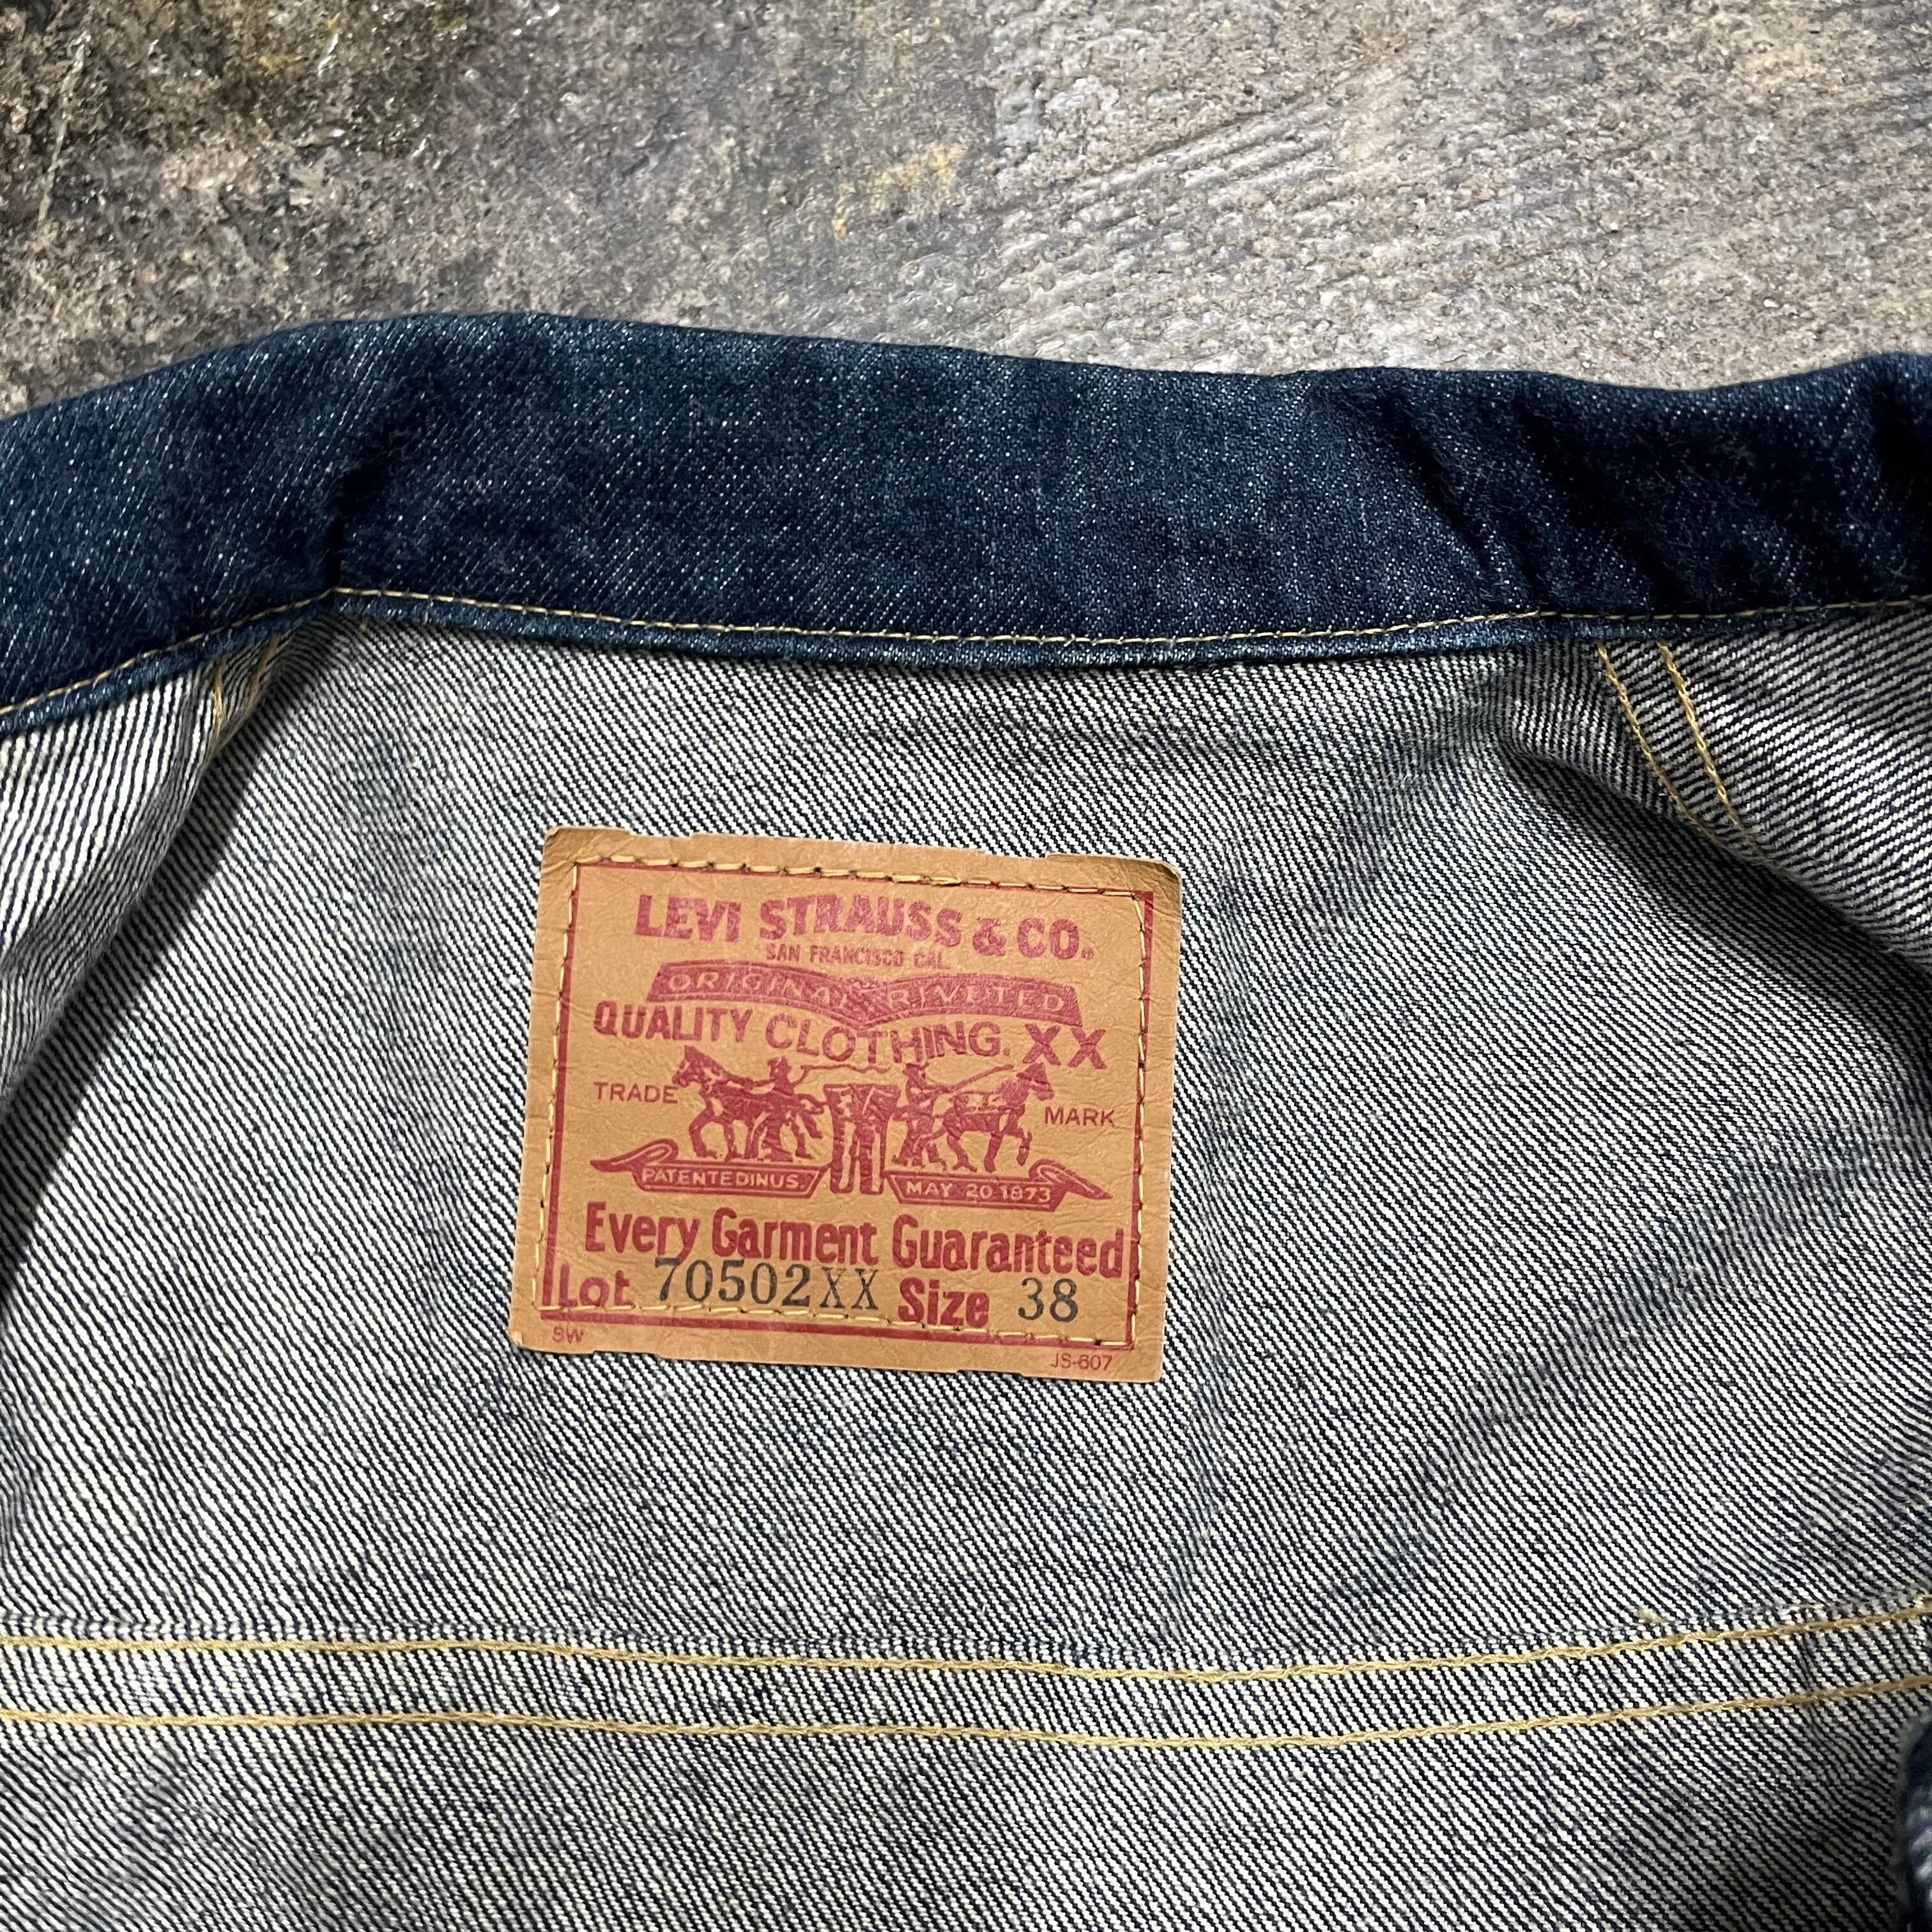 LEVI STRAUSS & CO.
SAN FRANCISCO CAL
ORIGINAL RIVETED
QUALITY CLOTHING. XX
TRADE MARK
PATENTED IN U.S. MAY 20 1873
Every Garment Guaranteed
Lot 70502XX Size 38
SW JS-607